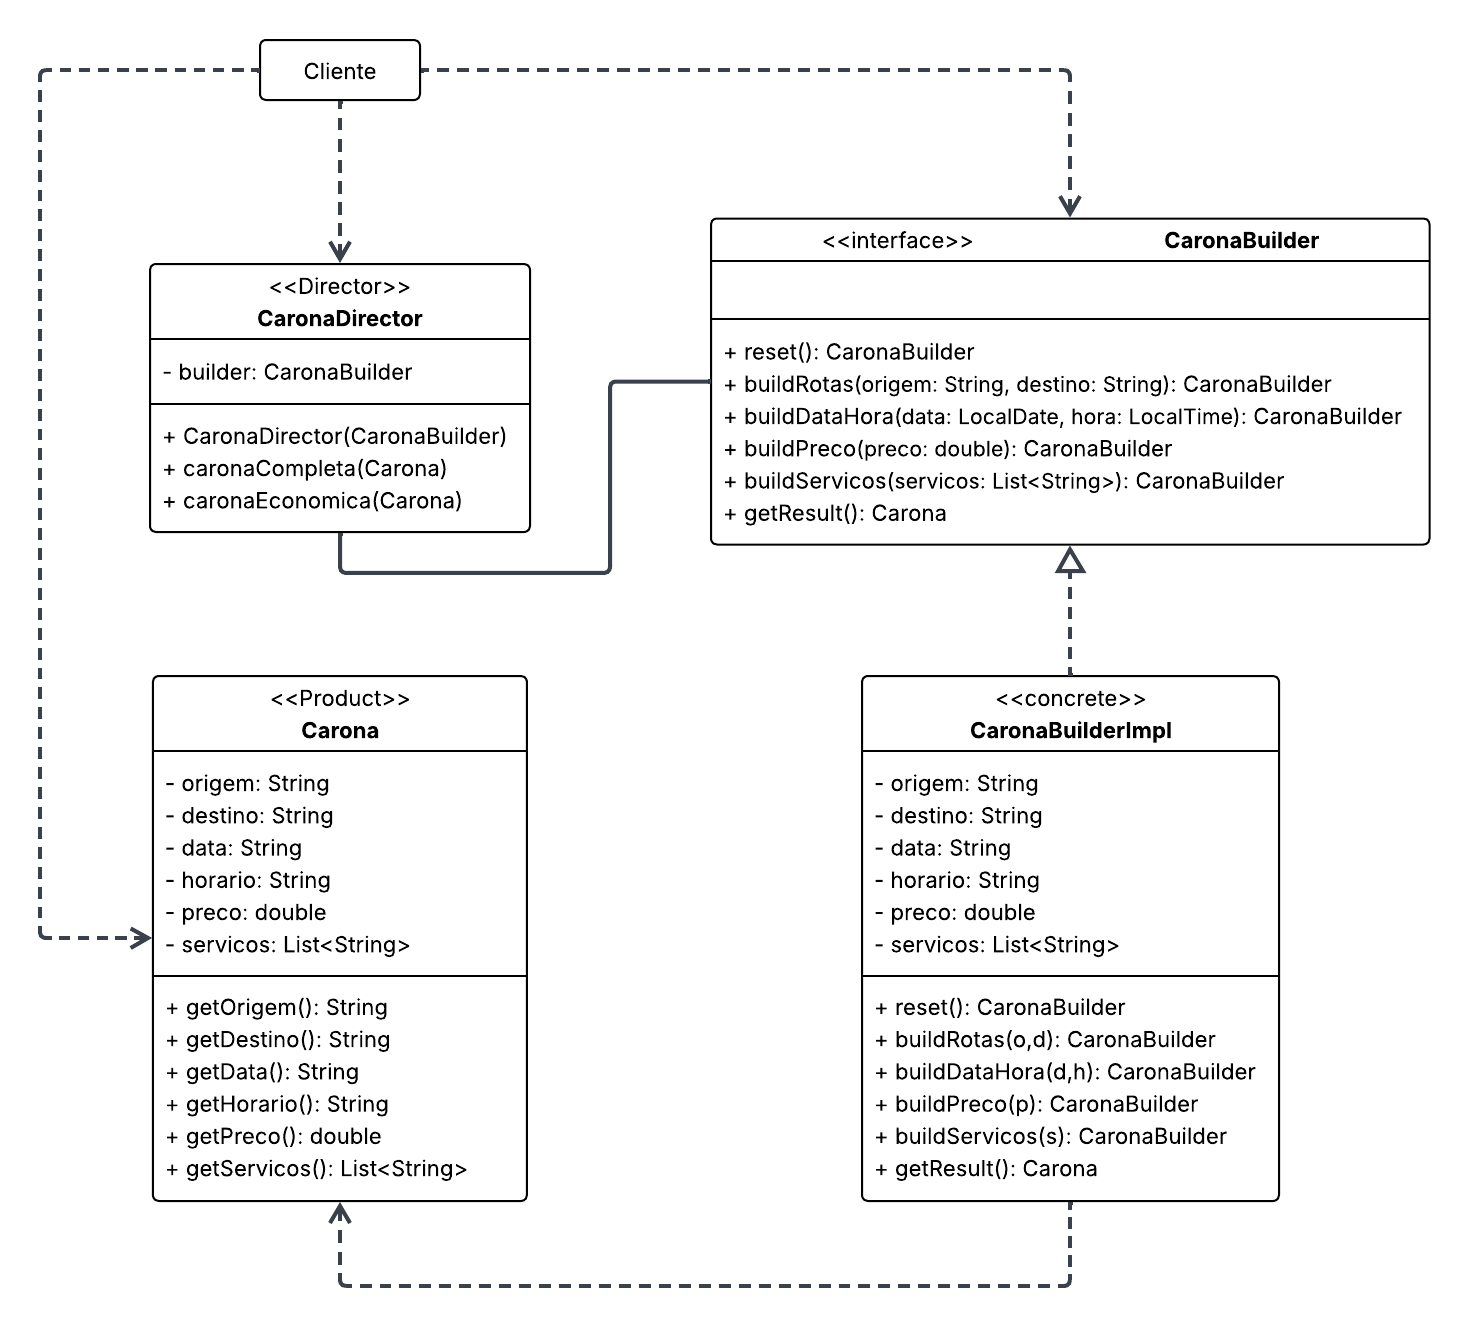 Cliente
<<Director>>
CaronaDirector
- builder: CaronaBuilder
+ CaronaDirector(CaronaBuilder)
+ caronaCompleta(Carona)
+ caronaEconomica(Carona)
<<interface>> CaronaBuilder
+ reset(): CaronaBuilder
+ buildRotas(origem: String, destino: String): CaronaBuilder
+ buildDataHora(data: LocalDate, hora: LocalTime): CaronaBuilder
+ buildPreco(preco: double): CaronaBuilder
+ buildServicos(servicos: List<String>): CaronaBuilder
+ getResult(): Carona
<<Product>>
Carona
- origem: String
- destino: String
- data: String
- horario: String
- preco: double
- servicos: List<String>
+ getOrigem(): String
+ getDestino(): String
+ getData(): String
+ getHorario(): String
+ getPreco(): double
+ getServicos(): List<String>
<<concrete>>
CaronaBuilderImpl
- origem: String
- destino: String
- data: String
- horario: String
- preco: double
- servicos: List<String>
+ reset(): CaronaBuilder
+ buildRotas(o,d): CaronaBuilder
+ buildDataHora(d,h): CaronaBuilder
+ buildPreco(p): CaronaBuilder
+ buildServicos(s): CaronaBuilder
+ getResult(): Carona